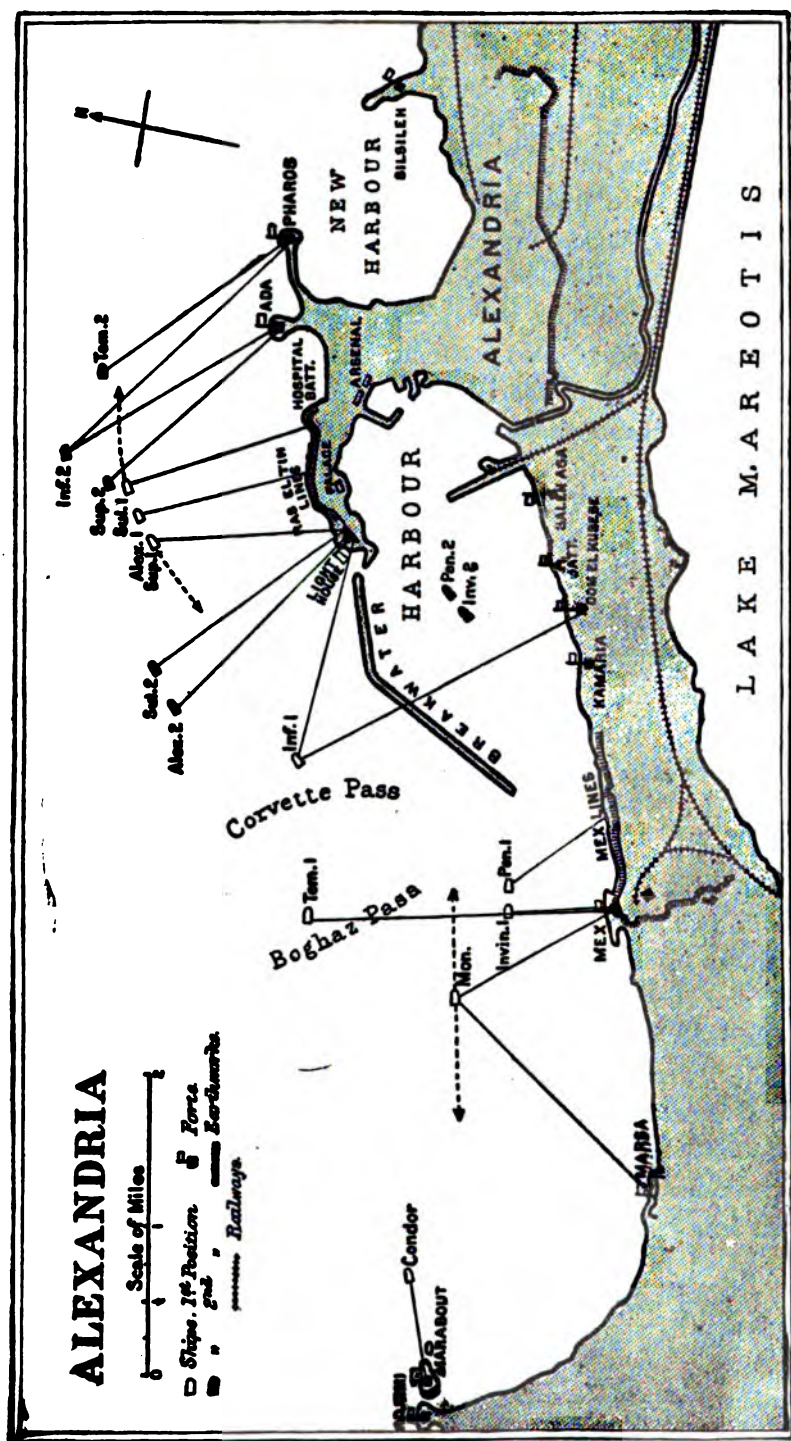 ALEXANDRIA
Scale of Miles
0
1
2
Ships. 1st Position
Forts
" 2nd "
Earthworks.
Railways.
N
Inf.2
Tem.2
Sup.2
Sul.1
Alex.1
Sup.1
Sul.2
Alex.2
Inf.1
ADA
PHAROS
HOSPITAL
BATT.
RAS EL TIN
LINES
LIGHT
HOUSE
ARSENAL
NEW
HARBOUR
SILSILEH
ALEXANDRIA
HARBOUR
BREAKWATER
Pen.2
Inv.2
Corvette Pass
Boghaz Pass
Tem.1
Invin.1
Pen.1
Mon.
Condor
MARABOUT
MARSA
MEX
MEX LINES
KAMARIA
OOM EL KUBEBE
BATT.
SALEH AGA
LAKE MAREOTIS